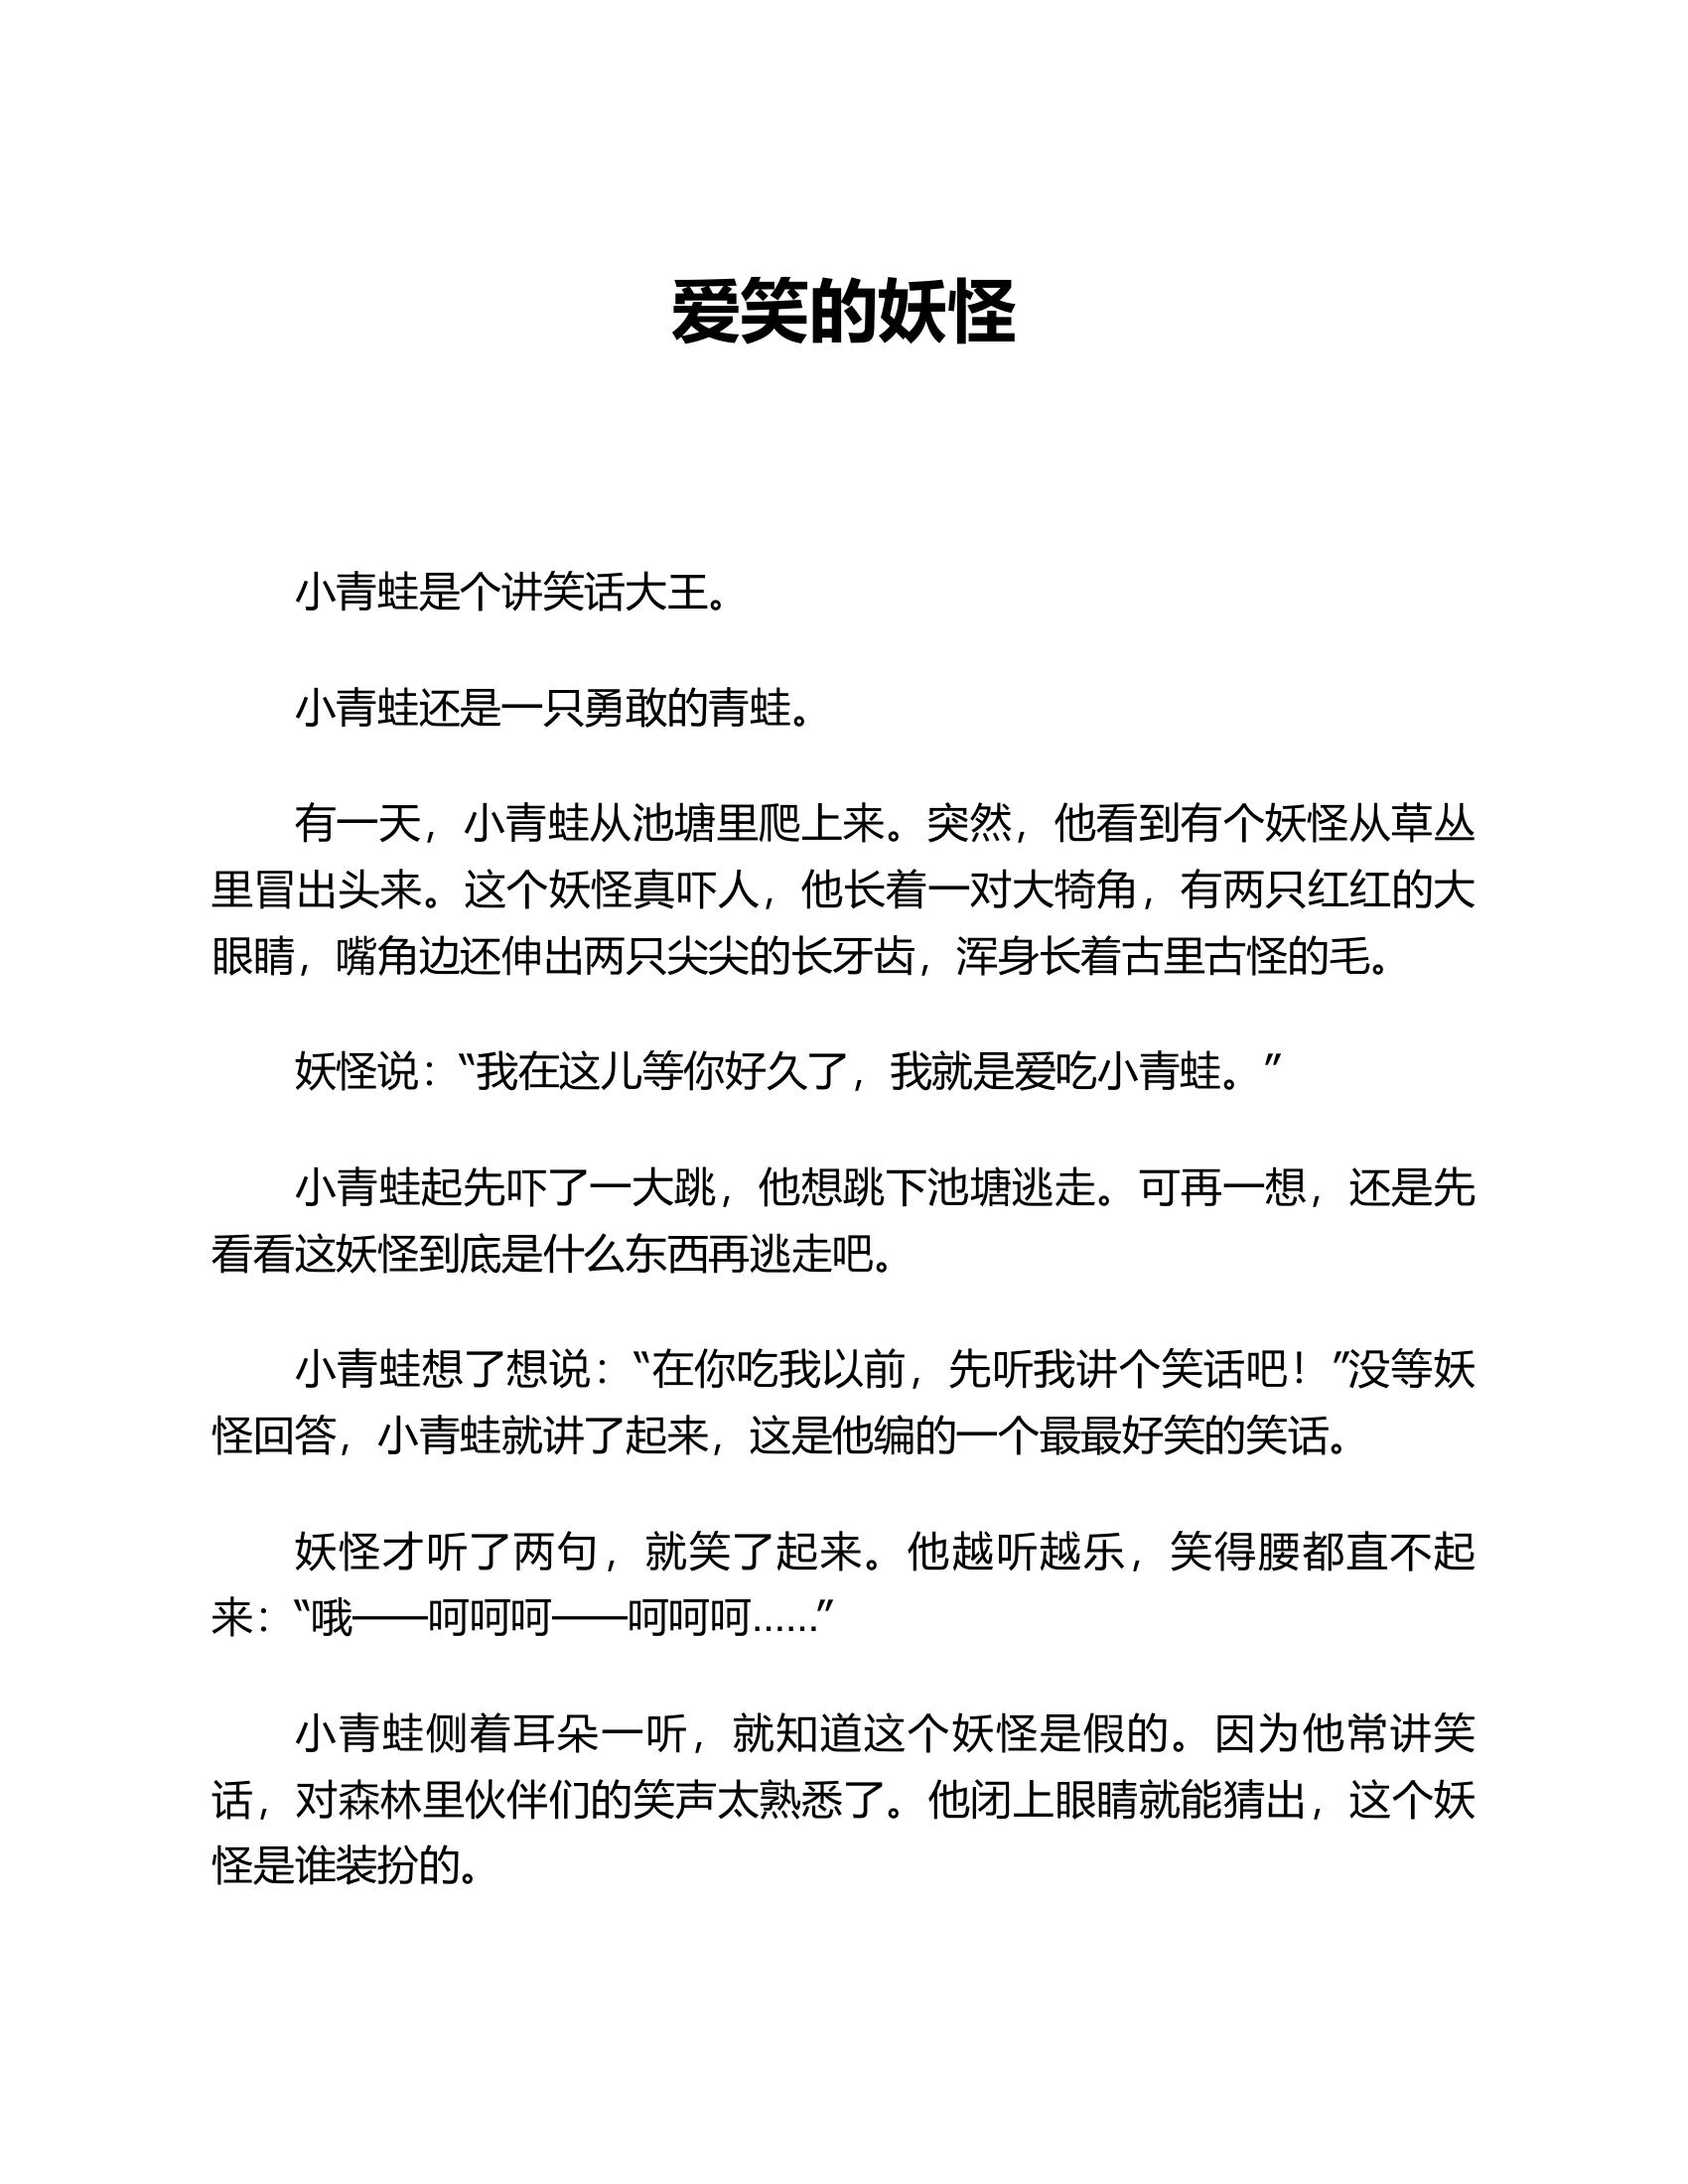 爱笑的妖怪
小青蛙是个讲笑话大王。
小青蛙还是一只勇敢的青蛙。
有一天，小青蛙从池塘里爬上来。突然，他看到有个妖怪从草丛
里冒出头来。这个妖怪真吓人，他长着一对大犄角，有两只红红的大
眼睛，嘴角边还伸出两只尖尖的长牙齿，浑身长着古里古怪的毛。
妖怪说：“我在这儿等你好久了，我就是爱吃小青蛙。”
小青蛙起先吓了一大跳，他想跳下池塘逃走。可再一想，还是先
看看这妖怪到底是什么东西再逃走吧。
小青蛙想了想说：“在你吃我以前，先听我讲个笑话吧！”没等妖
怪回答，小青蛙就讲了起来，这是他编的一个最最好笑的笑话。
妖怪才听了两句，就笑了起来。他越听越乐，笑得腰都直不起
来：“哦——呵呵呵——呵呵呵……”
小青蛙侧着耳朵一听，就知道这个妖怪是假的。因为他常讲笑
话，对森林里伙伴们的笑声太熟悉了。他闭上眼睛就能猜出，这个妖
怪是谁装扮的。